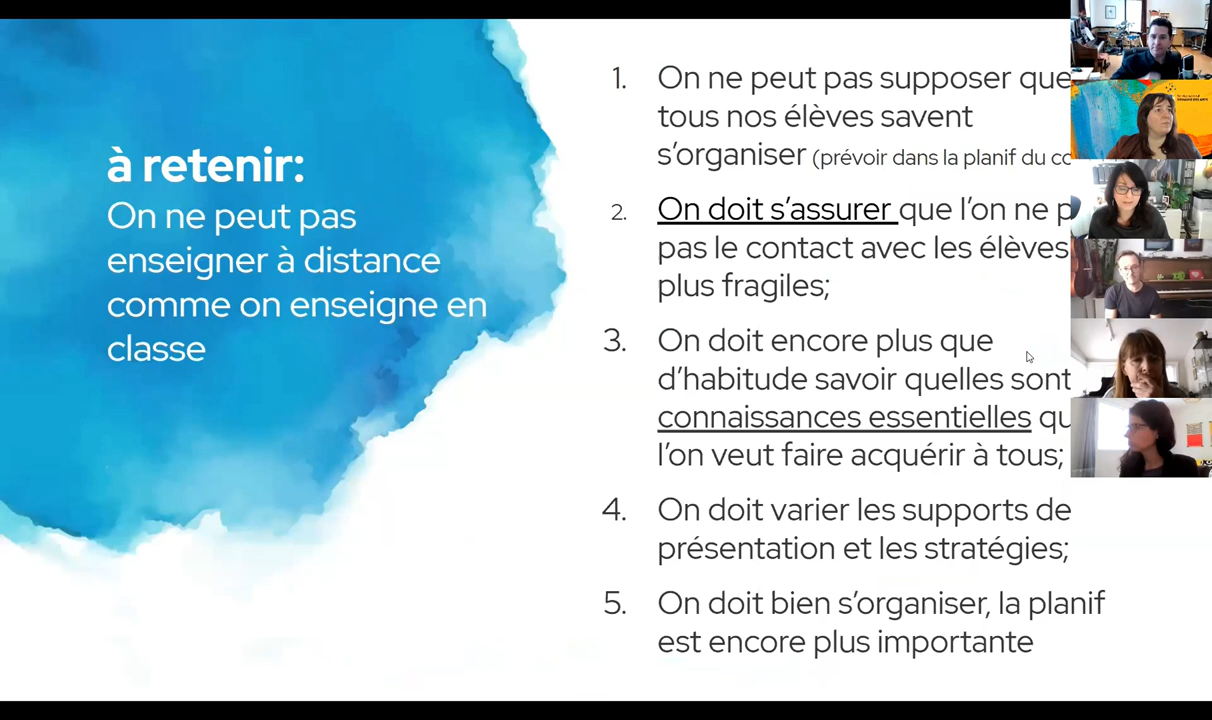 à retenir:
On ne peut pas
enseigner à distance
comme on enseigne en
classe
1. On ne peut pas supposer que
tous nos élèves savent
s'organiser (prévoir dans la planif du
2. On doit s'assurer que l'on ne
pas le contact avec les élèves
plus fragiles;
3. On doit encore plus que
d'habitude savoir quelles sont
connaissances essentielles
l'on veut faire acquérir à tous;
4. On doit varier les supports de
présentation et les stratégies;
5. On doit bien s'organiser, la planif
est encore plus importante